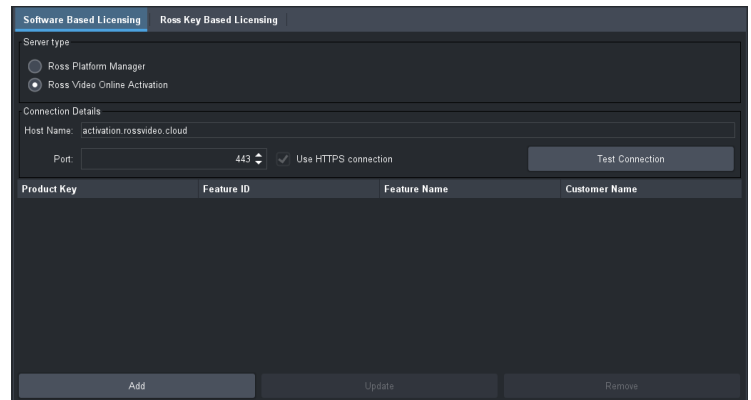 Software Based Licensing Ross Key Based Licensing
Server type
Ross Platform Manager
Ross Video Online Activation
Connection Details
Host Name: activation.rossvideo.cloud
Port: 443 Use HTTPS connection Test Connection
Product Key Feature ID Feature Name Customer Name
Add Update Remove